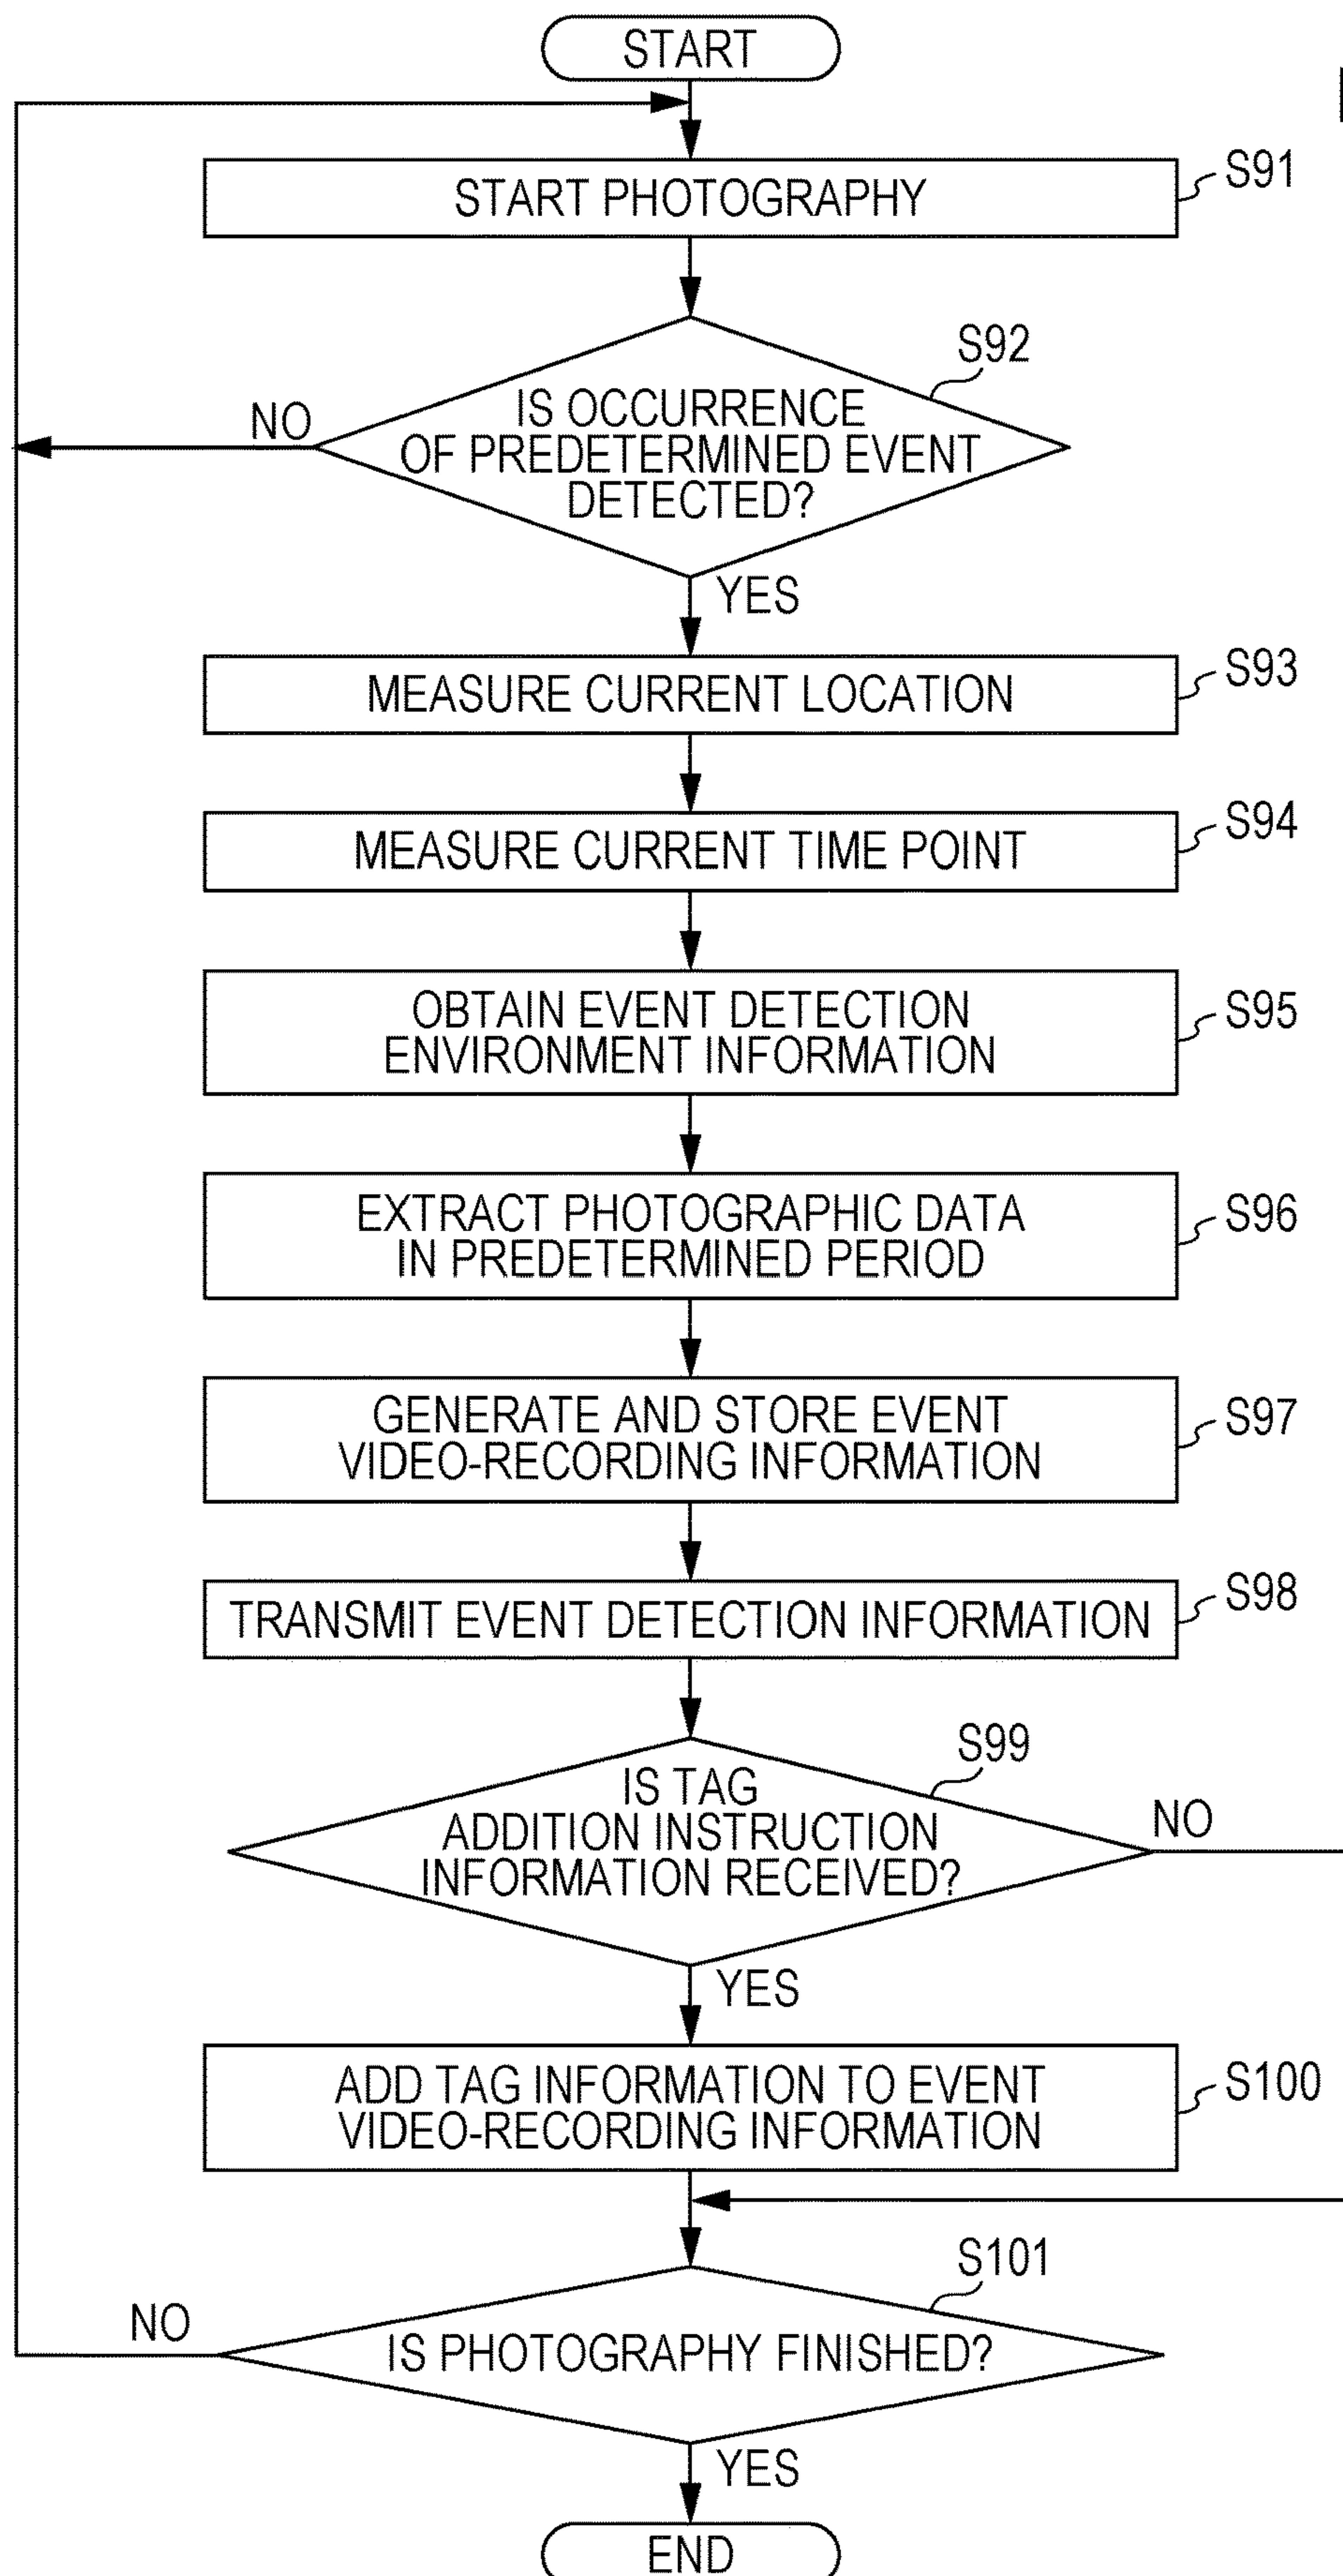 START
START PHOTOGRAPHY
S91
S92
IS OCCURRENCE
OF PREDETERMINED EVENT
DETECTED?
NO
YES
MEASURE CURRENT LOCATION
S93
MEASURE CURRENT TIME POINT
S94
OBTAIN EVENT DETECTION
ENVIRONMENT INFORMATION
S95
EXTRACT PHOTOGRAPHIC DATA
IN PREDETERMINED PERIOD
S96
GENERATE AND STORE EVENT
VIDEO-RECORDING INFORMATION
S97
TRANSMIT EVENT DETECTION INFORMATION
S98
S99
IS TAG
ADDITION INSTRUCTION
INFORMATION RECEIVED?
NO
YES
ADD TAG INFORMATION TO EVENT
VIDEO-RECORDING INFORMATION
S100
S101
IS PHOTOGRAPHY FINISHED?
NO
YES
END